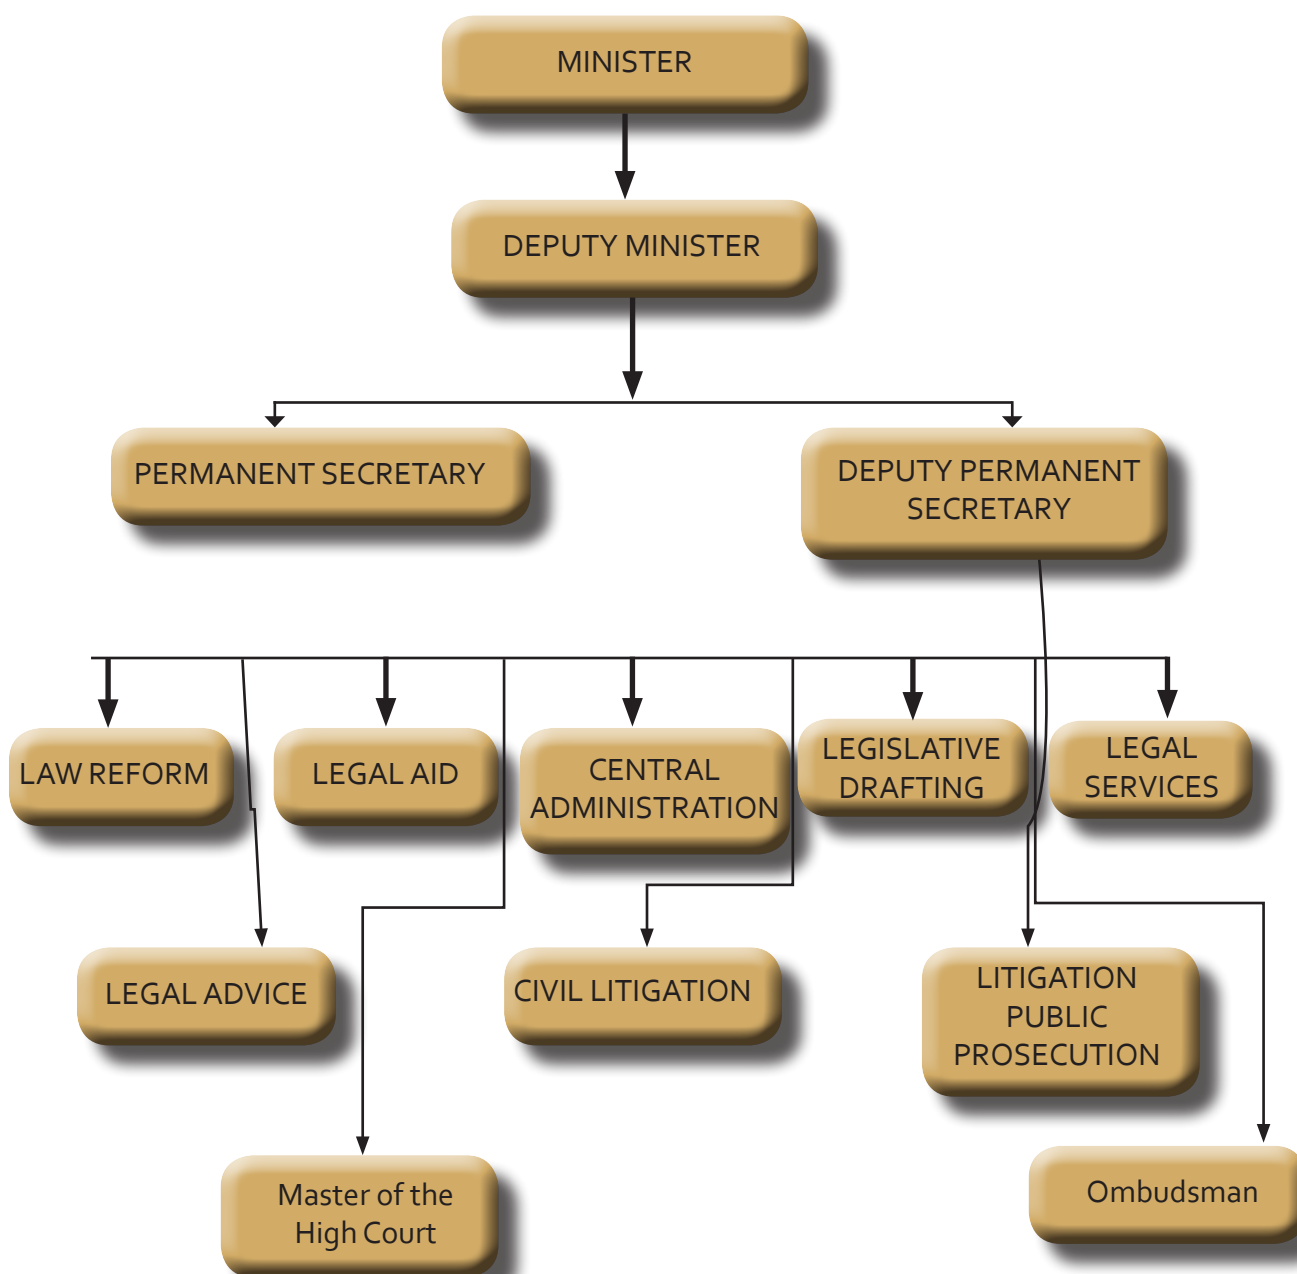 MINISTER
DEPUTY MINISTER
PERMANENT SECRETARY
DEPUTY PERMANENT
SECRETARY
LAW REFORM
LEGAL AID
CENTRAL
ADMINISTRATION
LEGISLATIVE
DRAFTING
LEGAL
SERVICES
LEGAL ADVICE
CIVIL LITIGATION
LITIGATION
PUBLIC
PROSECUTION
Master of the
High Court
Ombudsman